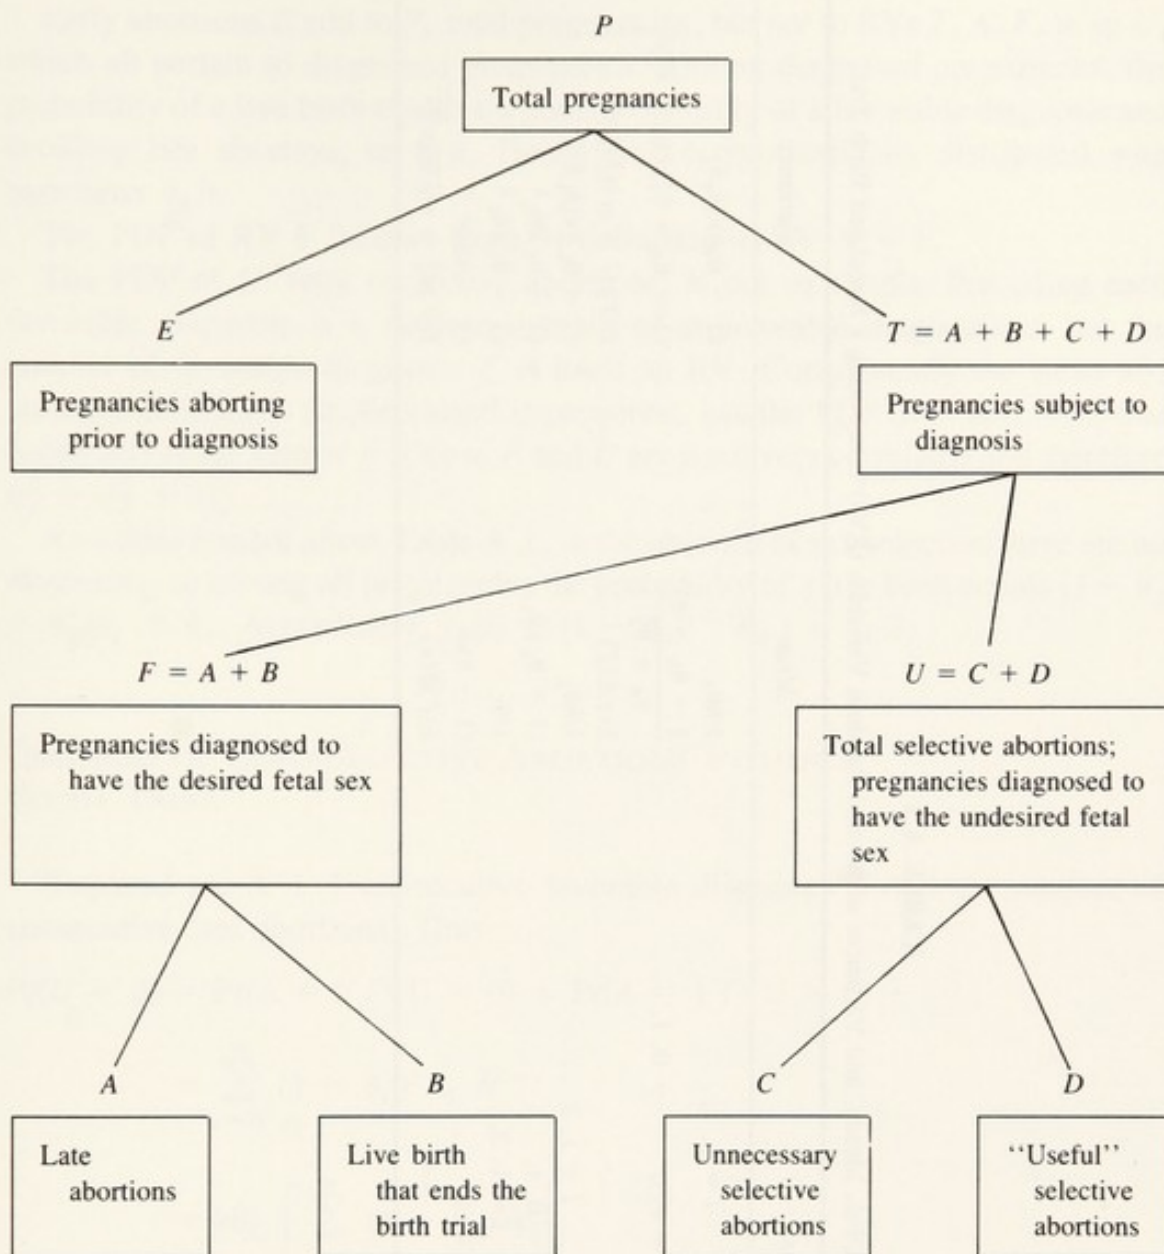 P
Total pregnancies
E
T = A + B + C + D
Pregnancies aborting
prior to diagnosis
Pregnancies subject to
diagnosis
F = A + B
U = C + D
Pregnancies diagnosed to
have the desired fetal sex
Total selective abortions;
pregnancies diagnosed to
have the undesired fetal
sex
A
B
C
D
Late
abortions
Live birth
that ends the
birth trial
Unnecessary
selective
abortions
‘‘Useful’’
selective
abortions